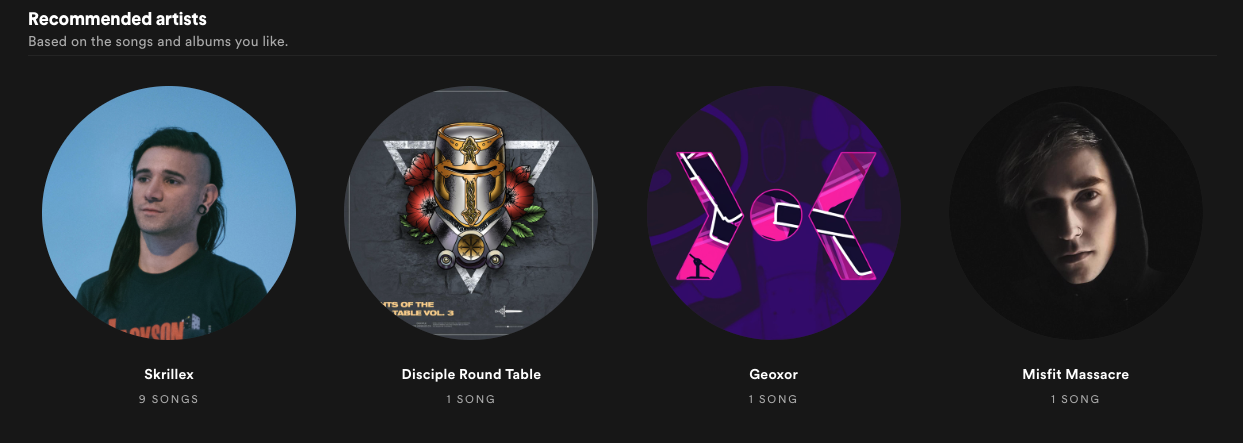 Recommended artists
Based on the songs and albums you like.
HTS OF THE
TABLE VOL. 3
Skrillex
Disciple Round Table
Geoxor
Misfit Massacre
9 SONGS
1 SONG
1 SONG
1 SONG